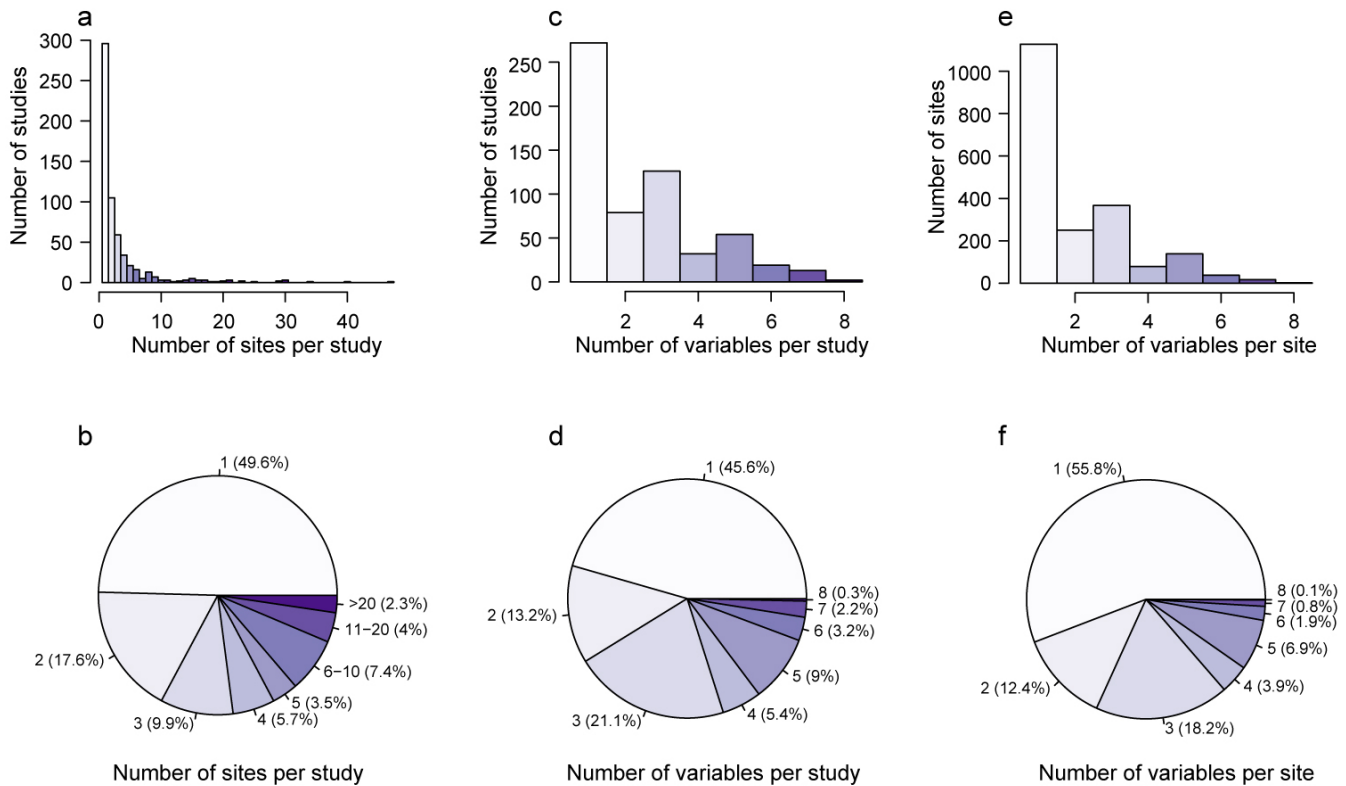 a
300
250
200
150
100
50
0
Number of studies
0 10 20 30 40
Number of sites per study
c
250
200
150
100
50
0
Number of studies
2 4 6 8
Number of variables per study
e
1000
800
600
400
200
0
Number of sites
2 4 6 8
Number of variables per site
b
1 (49.6%)
>20 (2.3%)
11−20 (4%)
6−10 (7.4%)
5 (3.5%)
4 (5.7%)
3 (9.9%)
2 (17.6%)
Number of sites per study
d
1 (45.6%)
8 (0.3%)
7 (2.2%)
6 (3.2%)
5 (9%)
4 (5.4%)
3 (21.1%)
2 (13.2%)
Number of variables per study
f
1 (55.8%)
8 (0.1%)
7 (0.8%)
6 (1.9%)
5 (6.9%)
4 (3.9%)
3 (18.2%)
2 (12.4%)
Number of variables per site